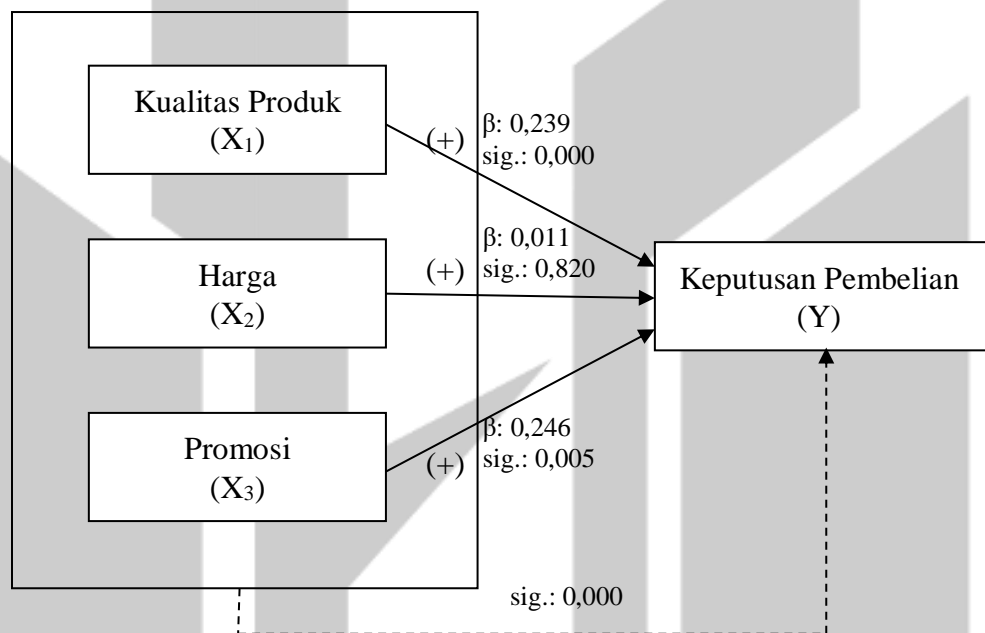 Kualitas Produk
(X₁)
(+)
β: 0,239
sig.: 0,000
Harga
(X₂)
(+)
β: 0,011
sig.: 0,820
Keputusan Pembelian
(Y)
Promosi
(X₃)
(+)
β: 0,246
sig.: 0,005
sig.: 0,000